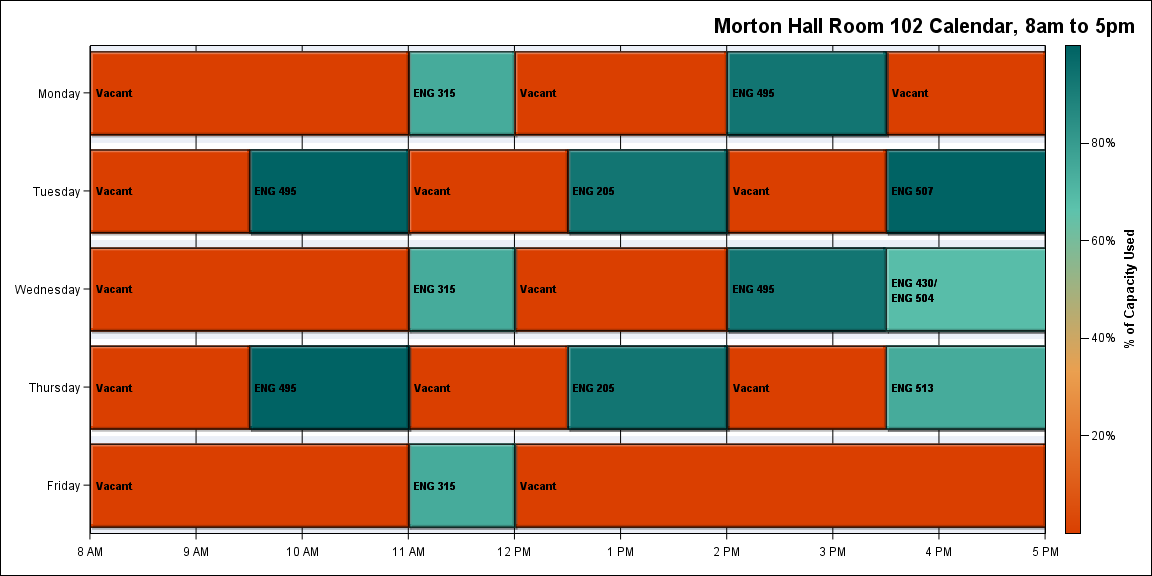 Morton Hall Room 102 Calendar, 8am to 5pm
Monday
Vacant
ENG 315
Vacant
ENG 495
Vacant
Tuesday
Vacant
ENG 495
Vacant
ENG 205
Vacant
ENG 507
Wednesday
Vacant
ENG 315
Vacant
ENG 495
ENG 430/
ENG 504
Thursday
Vacant
ENG 495
Vacant
ENG 205
Vacant
ENG 513
Friday
Vacant
ENG 315
Vacant
8 AM
9 AM
10 AM
11 AM
12 PM
1 PM
2 PM
3 PM
4 PM
5 PM
80%
60%
40%
20%
% of Capacity Used